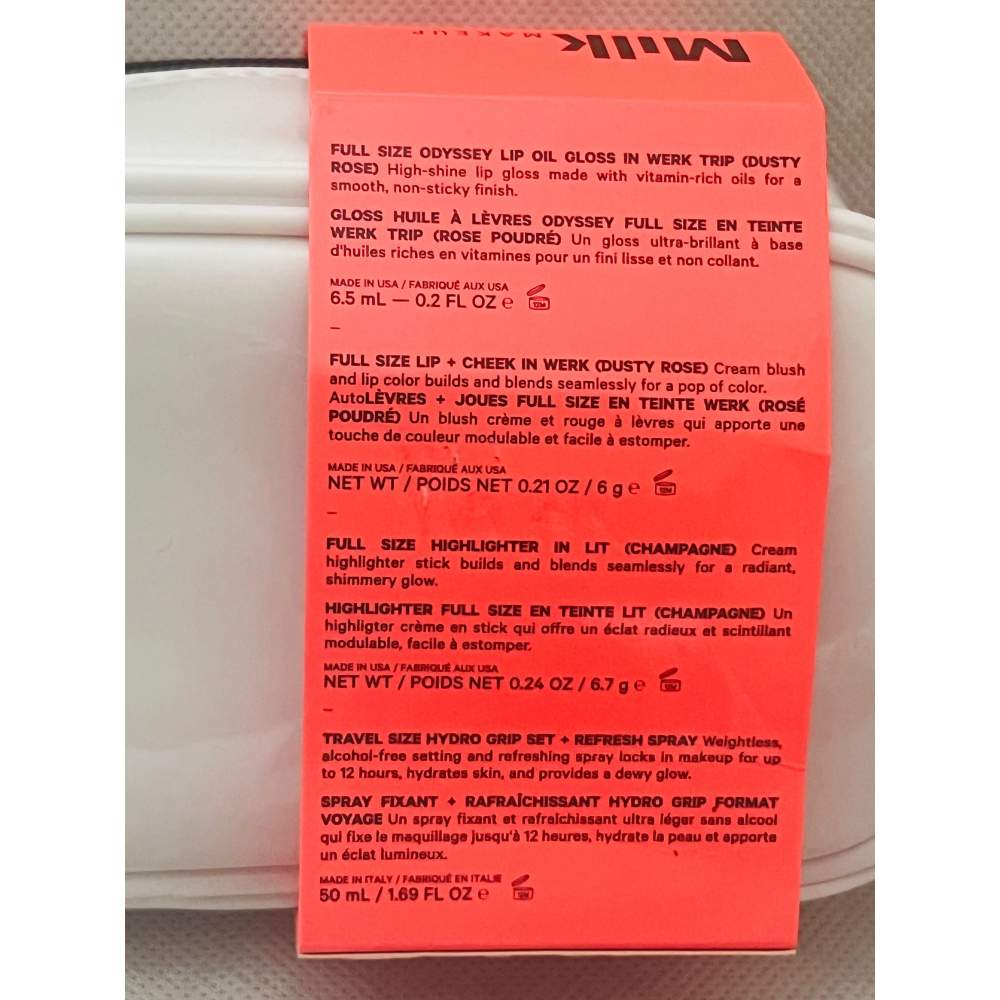 Milk
MAKEUP
FULL SIZE ODYSSEY LIP OIL GLOSS IN WERK TRIP (DUSTY
ROSE) High-shine lip gloss made with vitamin-rich oils for a
smooth, non-sticky finish.
GLOSS HUILE À LÈVRES ODYSSEY FULL SIZE EN TEINTE
WERK TRIP (ROSE POUDRÉ) Un gloss ultra-brillant à base
d'huiles riches en vitamines pour un fini lisse et non collant.
MADE IN USA / FABRIQUÉ AUX USA
6.5 mL — 0.2 FL OZ e 12M
–
FULL SIZE LIP + CHEEK IN WERK (DUSTY ROSE) Cream blush
and lip color builds and blends seamlessly for a pop of color.
AutoLÈVRES + JOUES FULL SIZE EN TEINTE WERK (ROSÉ
POUDRÉ) Un blush crème et rouge à lèvres qui apporte une
touche de couleur modulable et facile à estomper.
MADE IN USA / FABRIQUÉ AUX USA
NET WT / POIDS NET 0.21 OZ / 6 g e 12M
–
FULL SIZE HIGHLIGHTER IN LIT (CHAMPAGNE) Cream
highlighter stick builds and blends seamlessly for a radiant,
shimmery glow.
HIGHLIGHTER FULL SIZE EN TEINTE LIT (CHAMPAGNE) Un
highligter crème en stick qui offre un éclat radieux et scintillant
modulable, facile à estomper.
MADE IN USA / FABRIQUÉ AUX USA
NET WT / POIDS NET 0.24 OZ / 6.7 g e 12M
–
TRAVEL SIZE HYDRO GRIP SET + REFRESH SPRAY Weightless,
alcohol-free setting and refreshing spray locks in makeup for up
to 12 hours, hydrates skin, and provides a dewy glow.
SPRAY FIXANT + RAFRAÎCHISSANT HYDRO GRIP FORMAT
VOYAGE Un spray fixant et rafraîchissant ultra léger sans alcool
qui fixe le maquillage jusqu'à 12 heures, hydrate la peau et apporte
un éclat lumineux.
MADE IN ITALY / FABRIQUÉ EN ITALIE
50 mL / 1.69 FL OZ e 12M